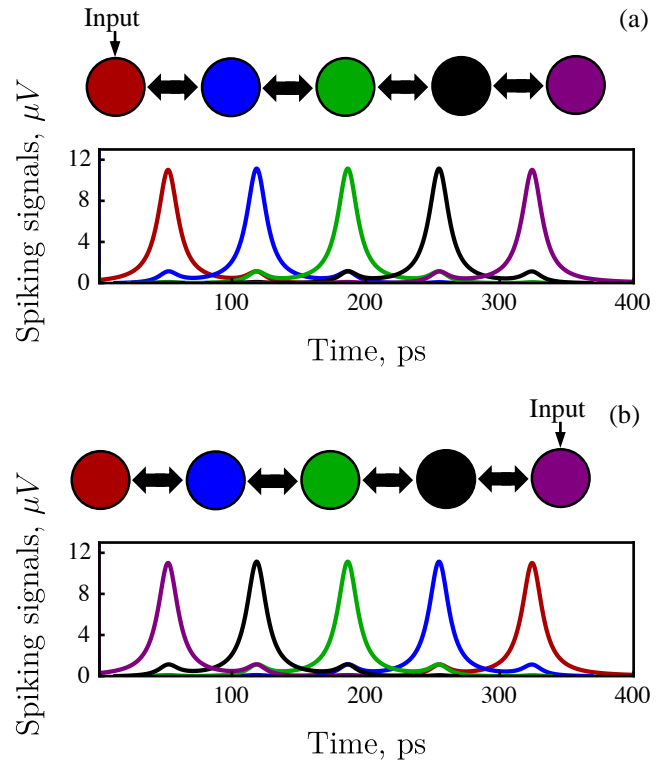 Input
(a)
Spiking signals, μV
12
8
4
0
100
200
300
400
Time, ps
Input
(b)
Spiking signals, μV
12
8
4
0
100
200
300
400
Time, ps